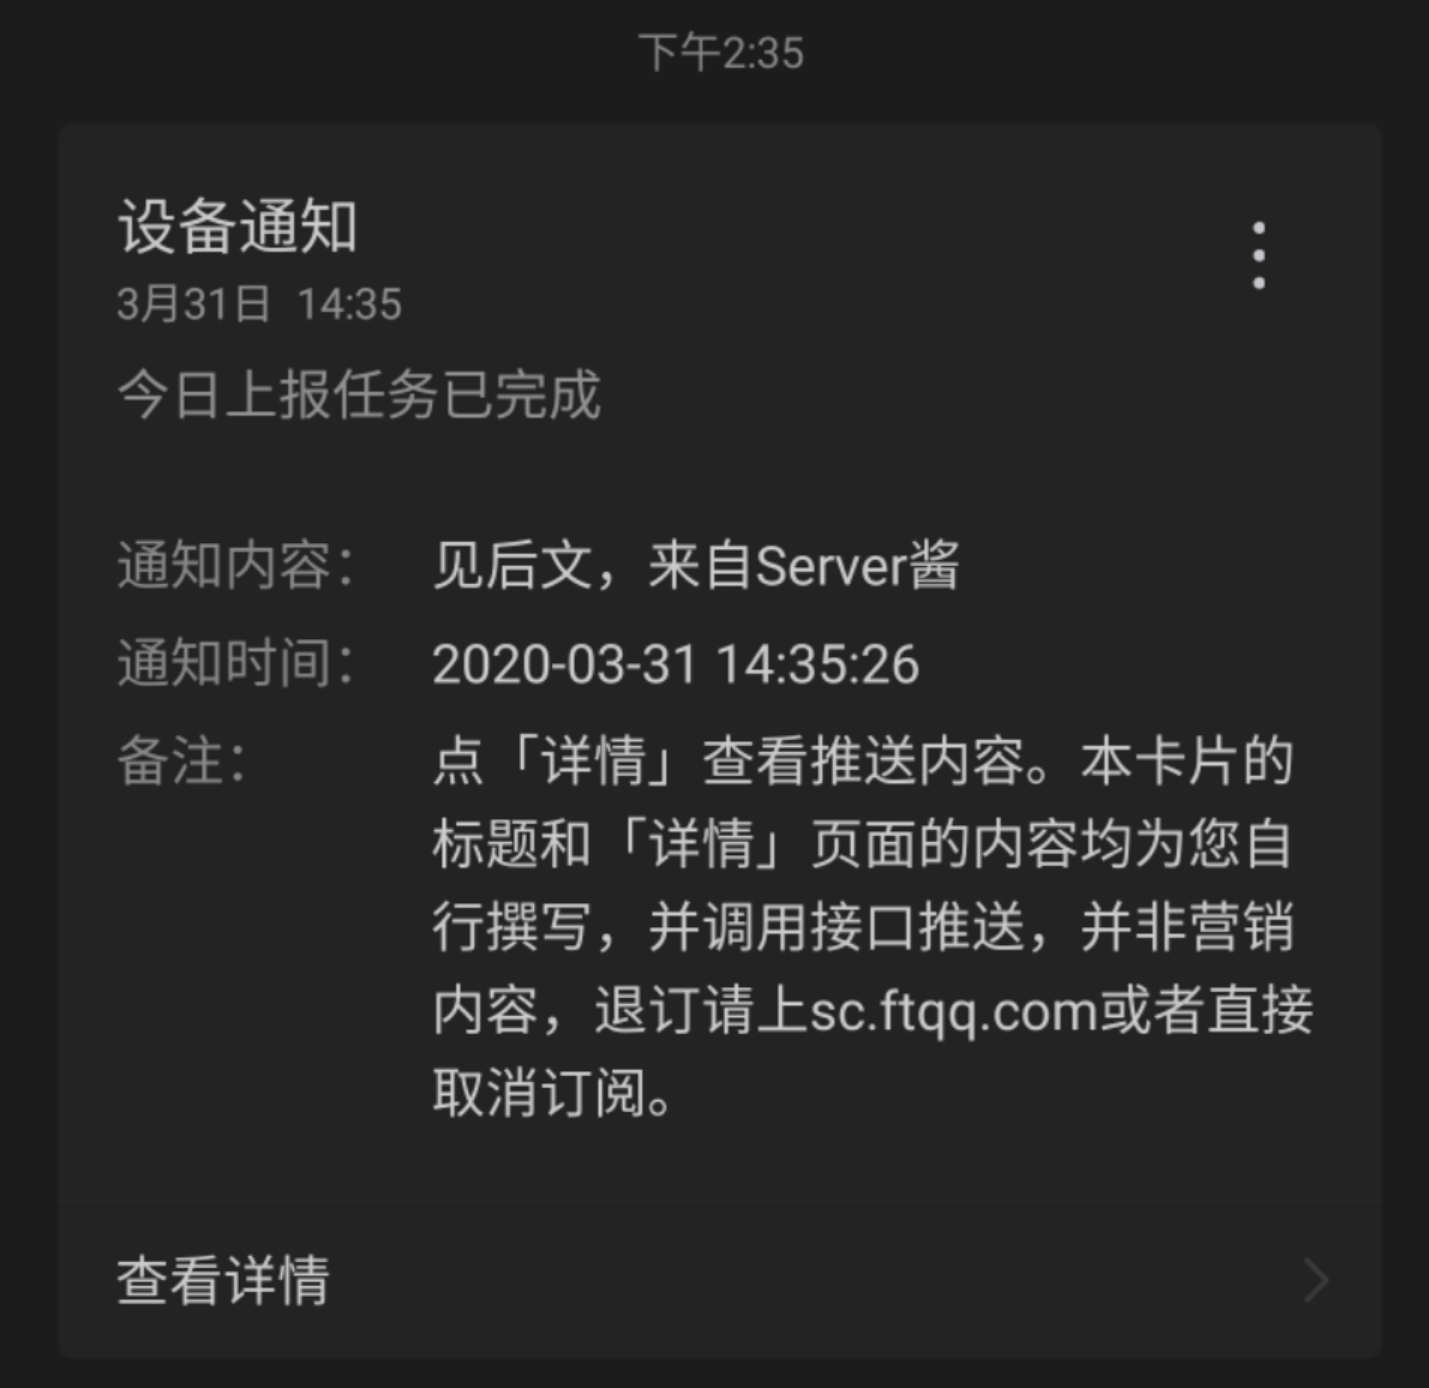 下午2:35
设备通知
3月31日 14:35
今日上报任务已完成
通知内容： 见后文，来自Server酱
通知时间： 2020-03-31 14:35:26
备注： 点「详情」查看推送内容。本卡片的
标题和「详情」页面的内容均为您自
行撰写，并调用接口推送，并非营销
内容，退订请上sc.ftqq.com或者直接
取消订阅。
查看详情